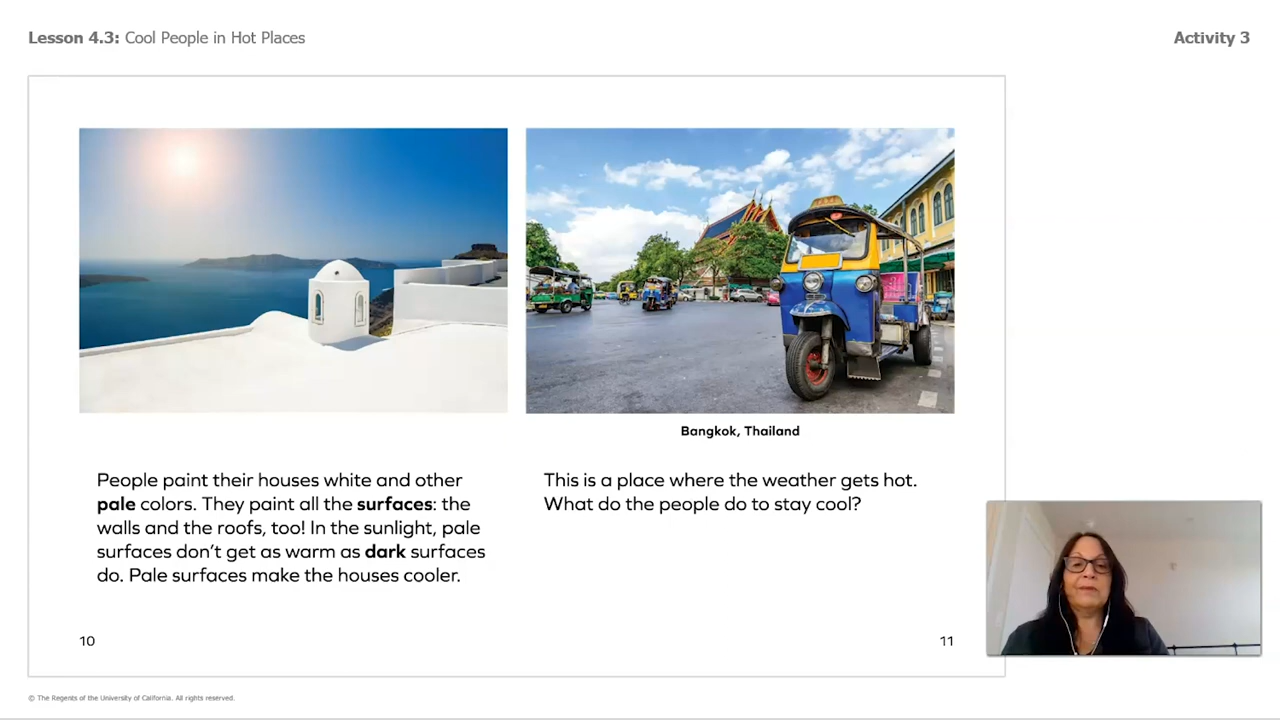 Lesson 4.3: Cool People in Hot Places
Activity 3
Bangkok, Thailand
People paint their houses white and other
pale colors. They paint all the surfaces: the
walls and the roofs, too! In the sunlight, pale
surfaces don't get as warm as dark surfaces
do. Pale surfaces make the houses cooler.
10
This is a place where the weather gets hot.
What do the people do to stay cool?
11
© The Regents of the University of California. All rights reserved.